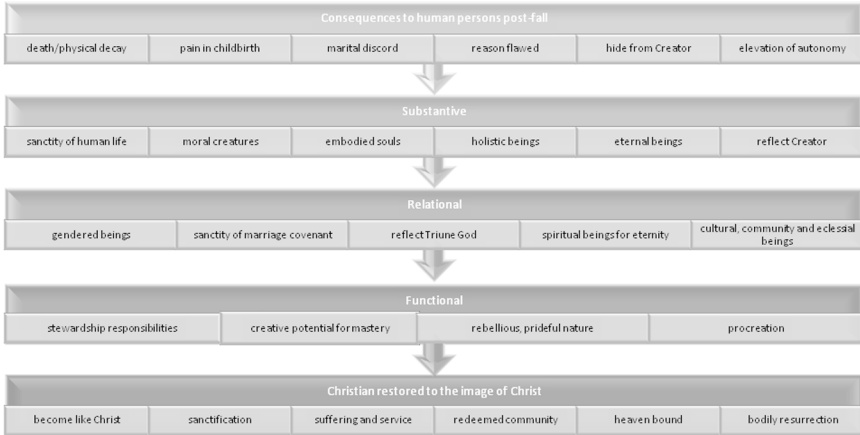 Consequences to human persons post-fall
death/physical decay pain in childbirth marital discord reason flawed hide from Creator elevation of autonomy
Substantive
sanctity of human life moral creatures embodied souls holistic beings eternal beings reflect Creator
Relational
gendered beings sanctity of marriage covenant reflect Triune God spiritual beings for eternity cultural, community and eclessial beings
Functional
stewardship responsibilities creative potential for mastery rebellious, prideful nature procreation
Christian restored to the image of Christ
become like Christ sanctification suffering and service redeemed community heaven bound bodily resurrection